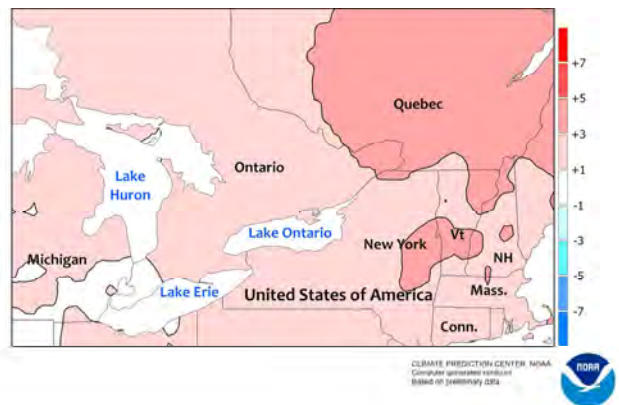 Quebec
Ontario
Lake
Huron
Lake Ontario
Michigan
New York
Vt
NH
Lake Erie
United States of America
Mass.
Conn.
+7
+5
+3
+1
-1
-3
-5
-7
CLIMATE PREDICTION CENTER, NOAA
Computer generated contours
Based on preliminary data
NOAA